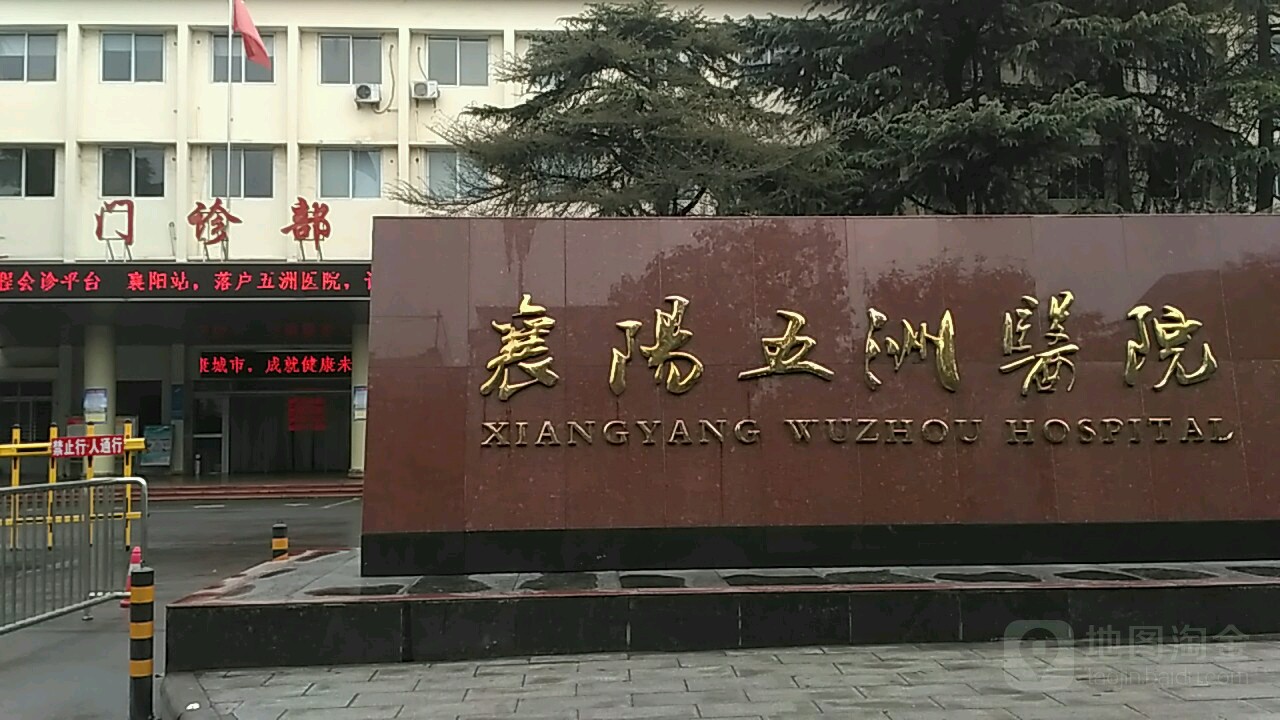 门诊部
程会诊平台 襄阳站，落户五洲医院，
康城市，成就健康未
禁止行人通行
襄陽五洲醫院
XIANGYANG WUZHOU HOSPITAL
地图淘金